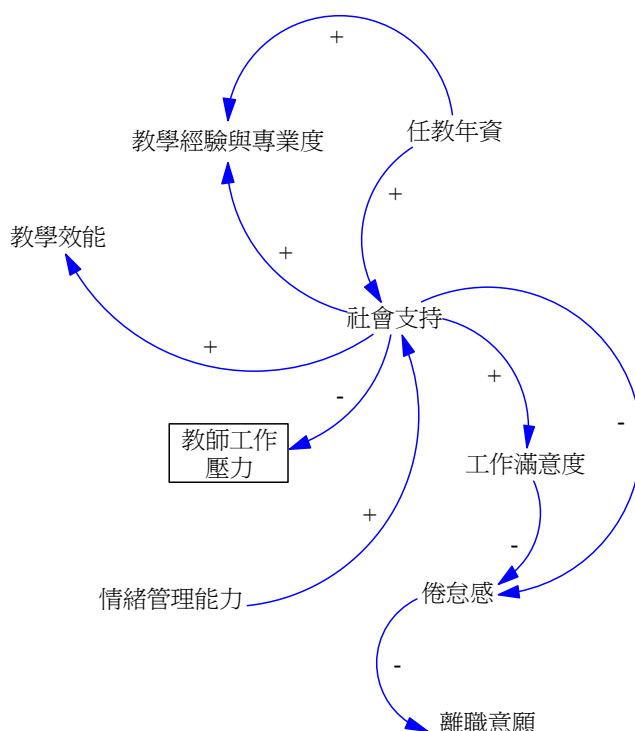 +
教學經驗與專業度
任教年資
+
教學效能
+
社會支持
+
+
-
-
教師工作
壓力
工作滿意度
+
-
情緒管理能力
倦怠感
-
離職意願